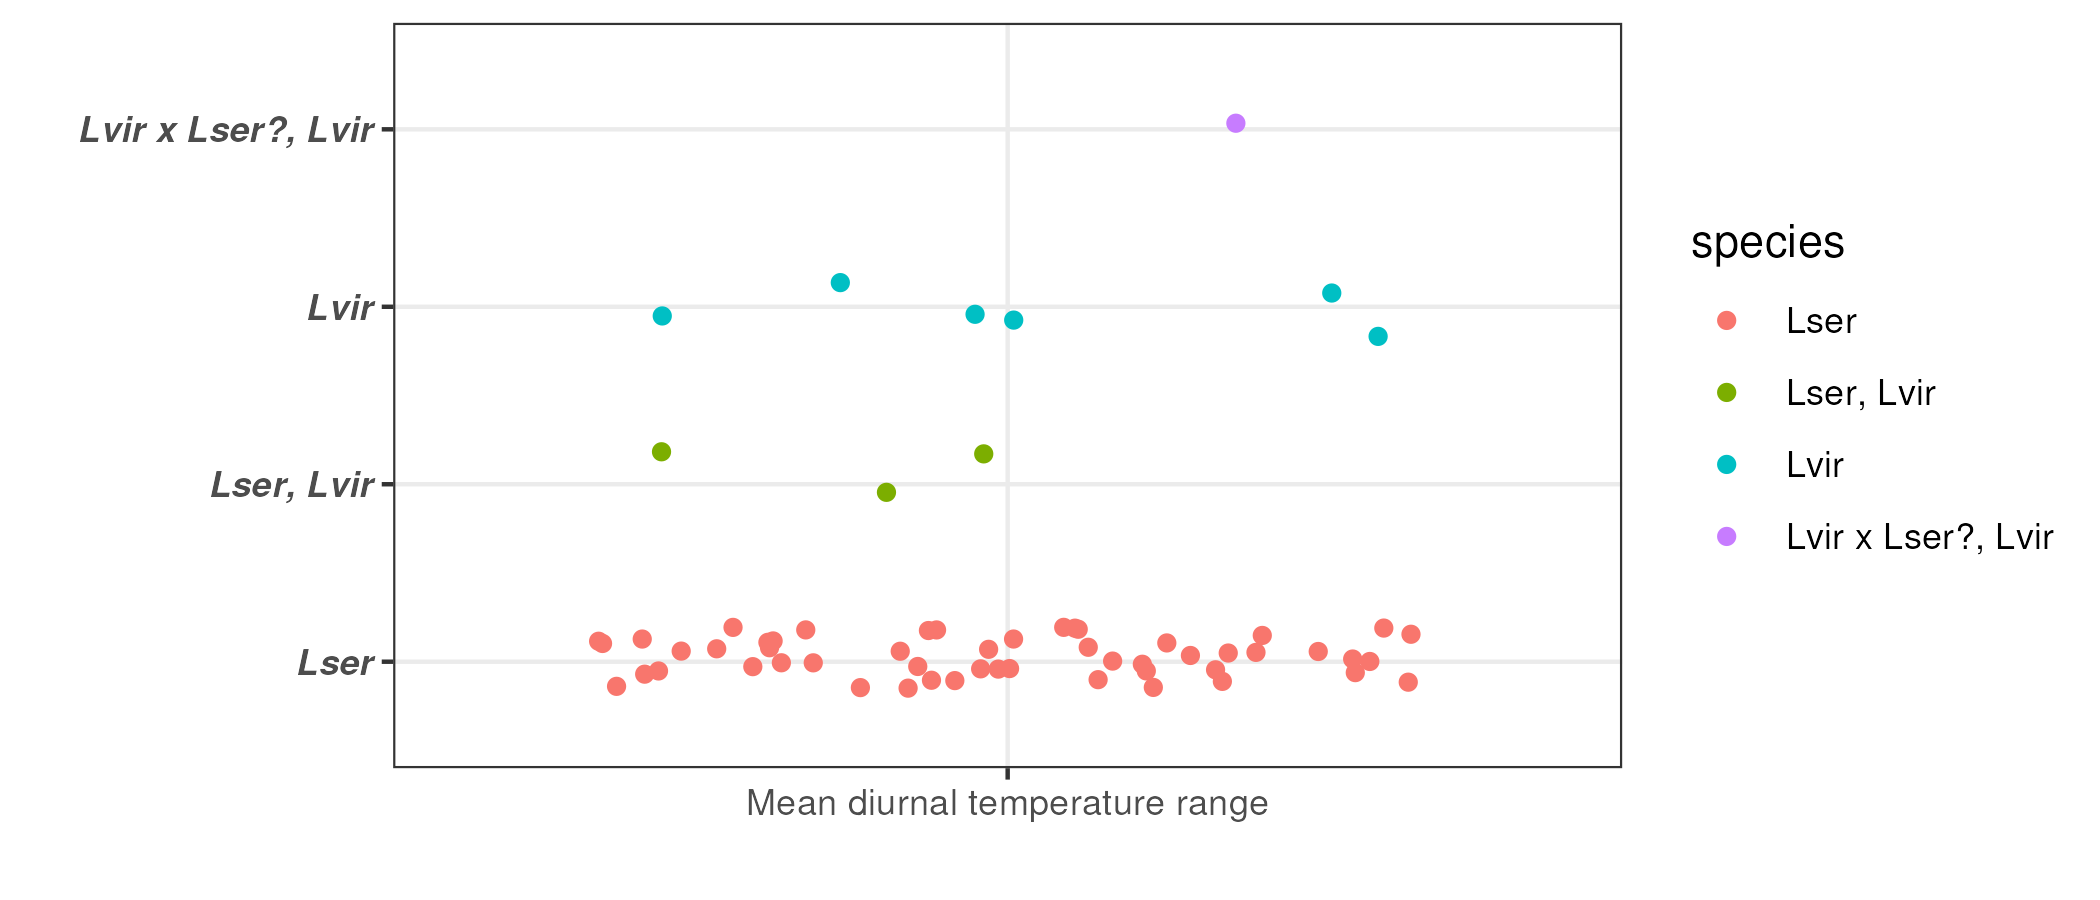 Lvir x Lser?, Lvir
Lvir
Lser, Lvir
Lser
Mean diurnal temperature range
species
Lser
Lser, Lvir
Lvir
Lvir x Lser?, Lvir